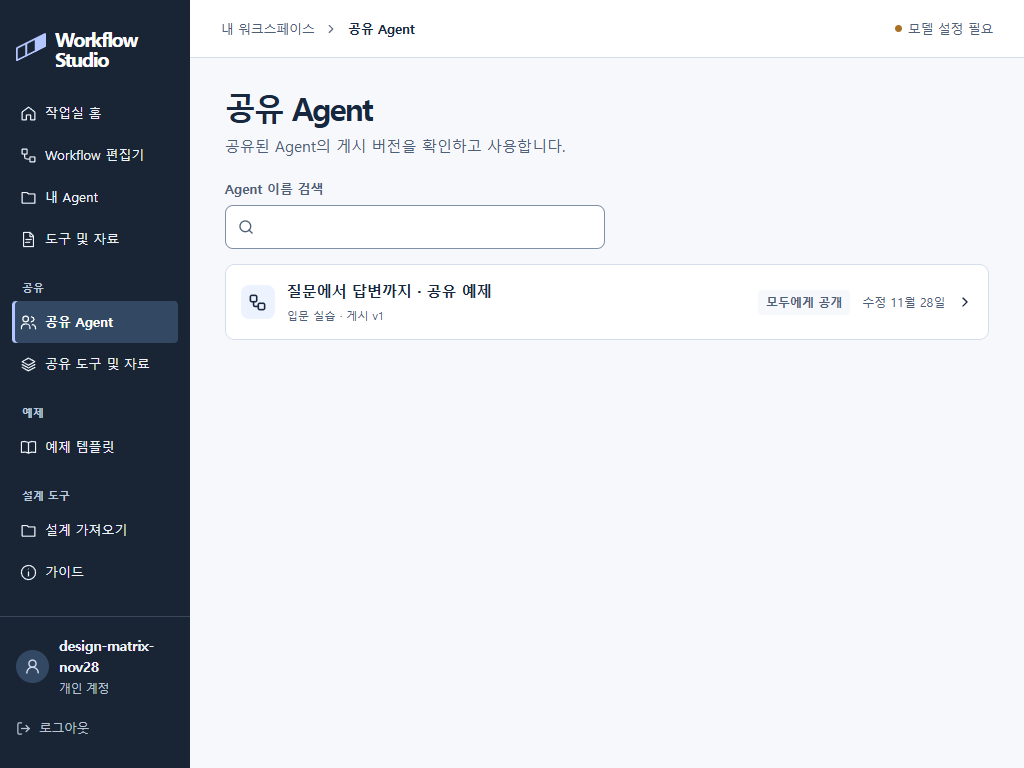 Workflow
Studio
작업실 홈
Workflow 편집기
내 Agent
도구 및 자료
공유
공유 Agent
공유 도구 및 자료
예제
예제 템플릿
설계 도구
설계 가져오기
가이드
design-matrix-
nov28
개인 계정
로그아웃
내 워크스페이스 > 공유 Agent
모델 설정 필요
공유 Agent
공유된 Agent의 게시 버전을 확인하고 사용합니다.
Agent 이름 검색
질문에서 답변까지 · 공유 예제
입문 실습 · 게시 v1
모두에게 공개
수정 11월 28일